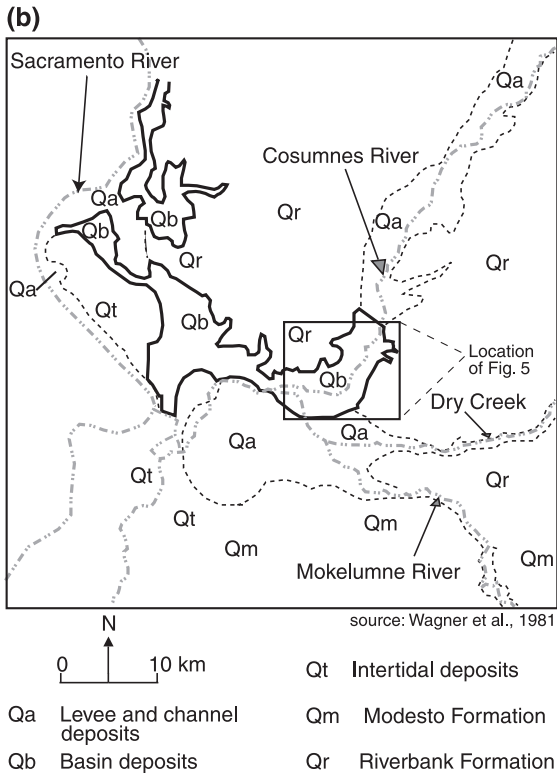 (b)
Sacramento River
Qa
Cosumnes River
Qa
Qb
Qr
Qa
Qb
Qr
Qr
Qa
Qt
Qb
Qr
Location
of Fig. 5
Qb
Dry Creek
Qa
Qa
Qt
Qr
Qt
Qm
Qm
Qm
Mokelumne River
source: Wagner et al., 1981
N
0 10 km
Qt Intertidal deposits
Qa Levee and channel
deposits
Qm Modesto Formation
Qb Basin deposits
Qr Riverbank Formation